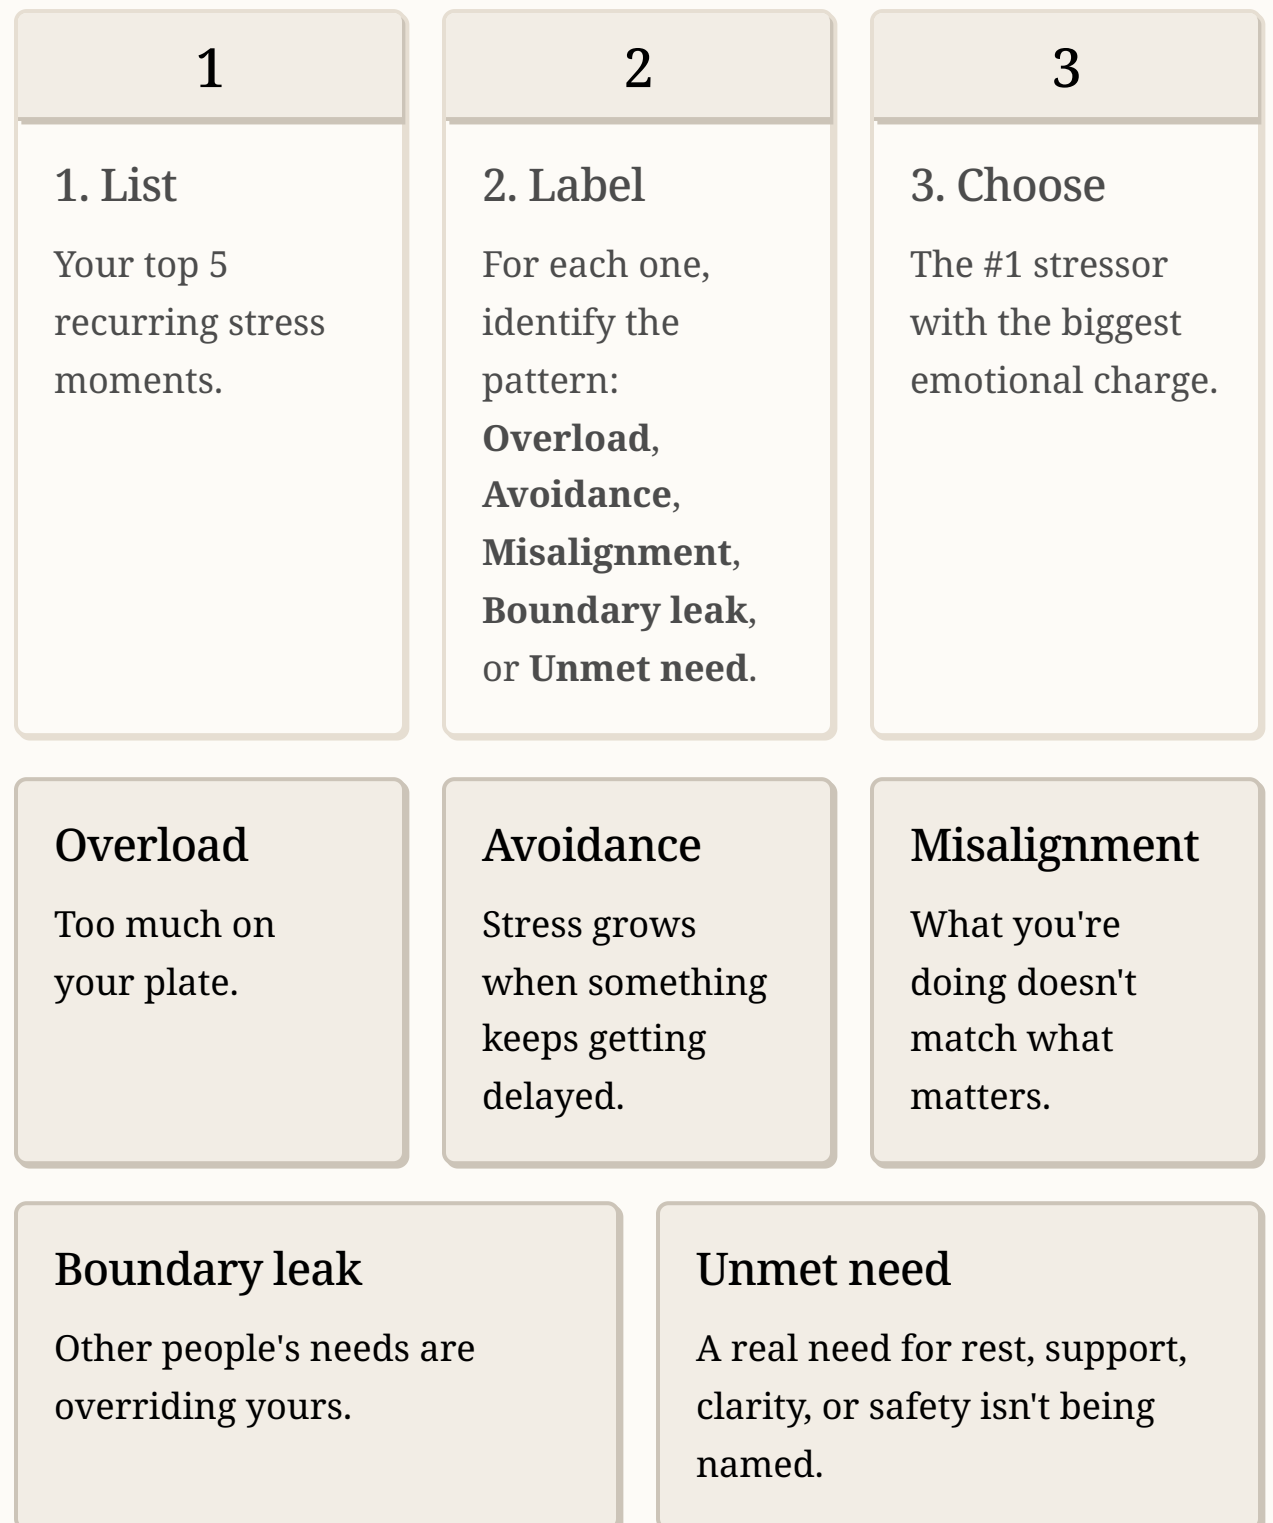 1
1. List
Your top 5
recurring stress
moments.
2
2. Label
For each one,
identify the
pattern:
Overload,
Avoidance,
Misalignment,
Boundary leak,
or Unmet need.
3
3. Choose
The #1 stressor
with the biggest
emotional charge.
Overload
Too much on
your plate.
Avoidance
Stress grows
when something
keeps getting
delayed.
Misalignment
What you're
doing doesn't
match what
matters.
Boundary leak
Other people's needs are
overriding yours.
Unmet need
A real need for rest, support,
clarity, or safety isn't being
named.